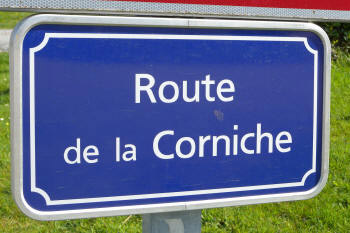 Route
de la Corniche